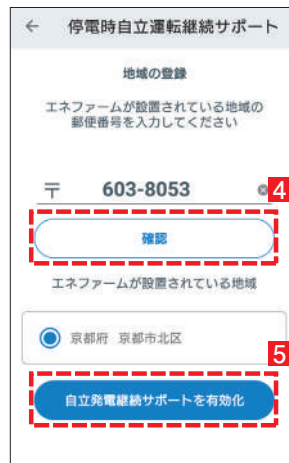 ← 停電時自立運転継続サポート
地域の登録
エネファームが設置されている地域の
郵便番号を入力してください
〒 603-8053
4
確認
エネファームが設置されている地域
京都府 京都市北区
5
自立発電継続サポートを有効化